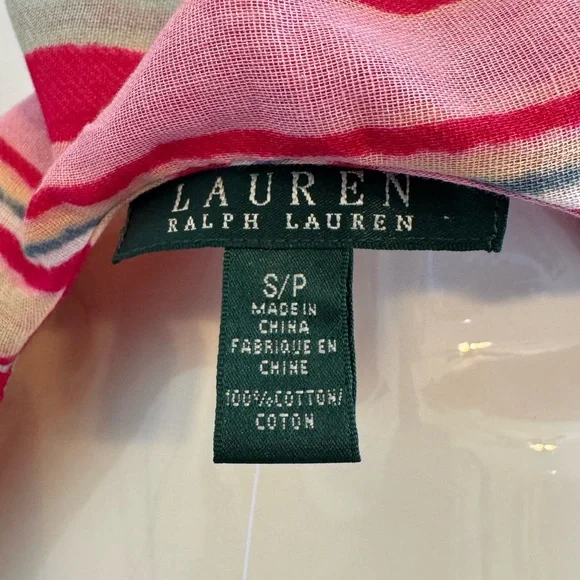 LAUREN
RALPH LAUREN
S/P
MADE IN
CHINA
FABRIQUE EN
CHINE
100% COTTON/
COTON